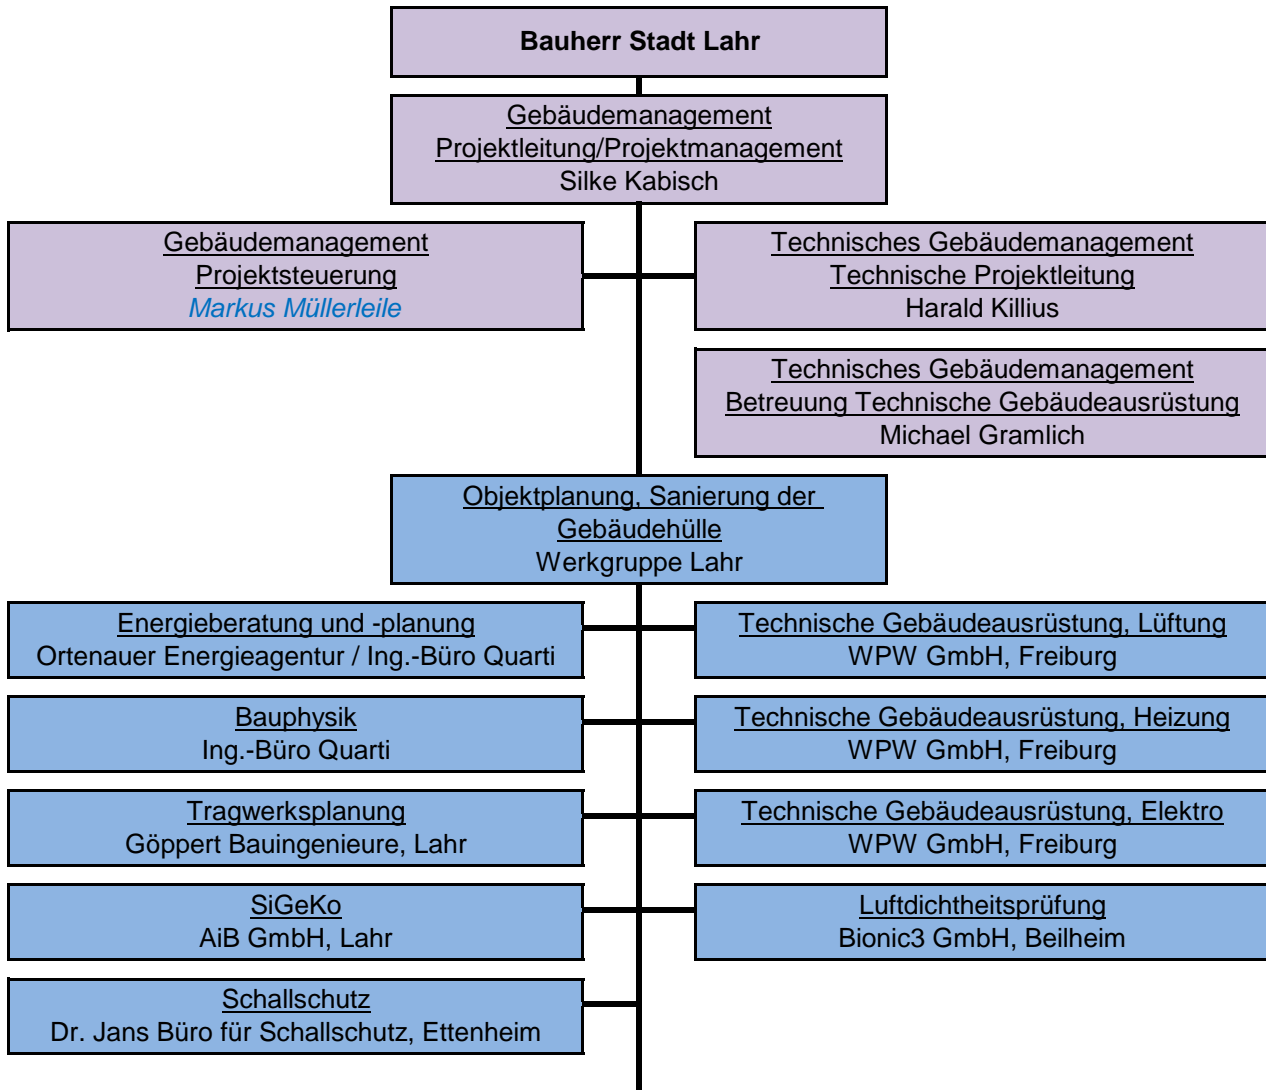 Bauherr Stadt Lahr
Gebäudemanagement
Projektleitung/Projektmanagement
Silke Kabisch
Gebäudemanagement
Projektsteuerung
Markus Müllerleile
Technisches Gebäudemanagement
Technische Projektleitung
Harald Killius
Technisches Gebäudemanagement
Betreuung Technische Gebäudeausrüstung
Michael Gramlich
Objektplanung, Sanierung der
Gebäudehülle
Werkgruppe Lahr
Energieberatung und -planung
Ortenauer Energieagentur / Ing.-Büro Quarti
Technische Gebäudeausrüstung, Lüftung
WPW GmbH, Freiburg
Bauphysik
Ing.-Büro Quarti
Technische Gebäudeausrüstung, Heizung
WPW GmbH, Freiburg
Tragwerksplanung
Göppert Bauingenieure, Lahr
Technische Gebäudeausrüstung, Elektro
WPW GmbH, Freiburg
SiGeKo
AiB GmbH, Lahr
Luftdichtheitsprüfung
Bionic3 GmbH, Beilheim
Schallschutz
Dr. Jans Büro für Schallschutz, Ettenheim